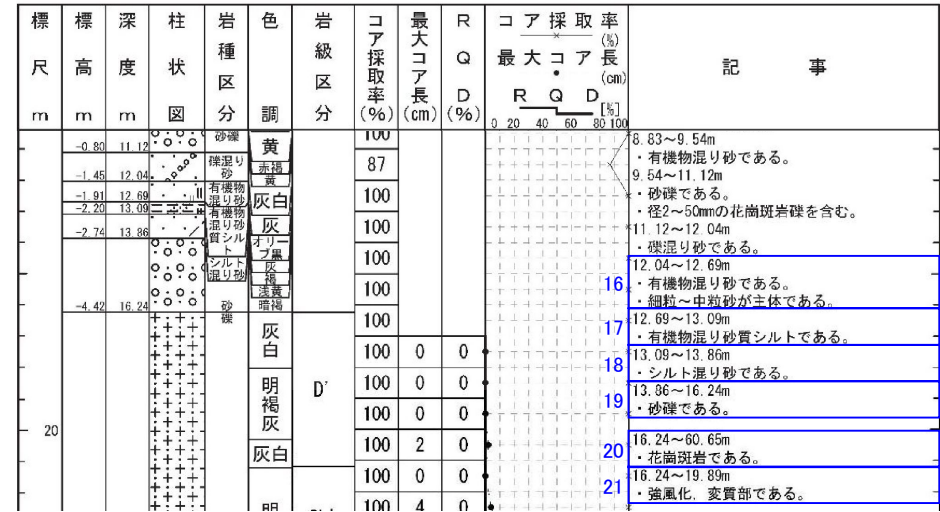 標尺 m
標高 m
深度 m
柱状図
岩種区分
色調
岩級区分
コア採取率(%)
最大コア長(cm)
RQD(%)
コア採取率(%)
最大コア長(cm)
RQD[%]
0 20 40 60 80 100
記事
20
-0.80 11.12
-1.45 12.04
-1.91 12.69
-2.20 13.09
-2.74 13.86
-4.42 16.24
砂礫
礫混り砂
有機物混り砂
有機物混り砂質シルト
シルト混り砂
砂礫
黄
赤褐
黄
灰白
灰
オリーブ黒
灰
褐
浅黄
暗褐
灰白
明褐灰
灰白
明
D'
100
87
100
100
100
100
100
100 0 0
100 0 0
100 0 0
100 2 0
100 0 0
100 4 0
8.83~9.54m
・有機物混り砂である。
9.54~11.12m
・砂礫である。
・径2~50mmの花崗斑岩礫を含む。
11.12~12.04m
・礫混り砂である。
16
12.04~12.69m
・有機物混り砂である。
・細粒~中粒砂が主体である。
17
12.69~13.09m
・有機物混り砂質シルトである。
18
13.09~13.86m
・シルト混り砂である。
19
13.86~16.24m
・砂礫である。
20
16.24~60.65m
・花崗斑岩である。
21
16.24~19.89m
・強風化、変質部である。